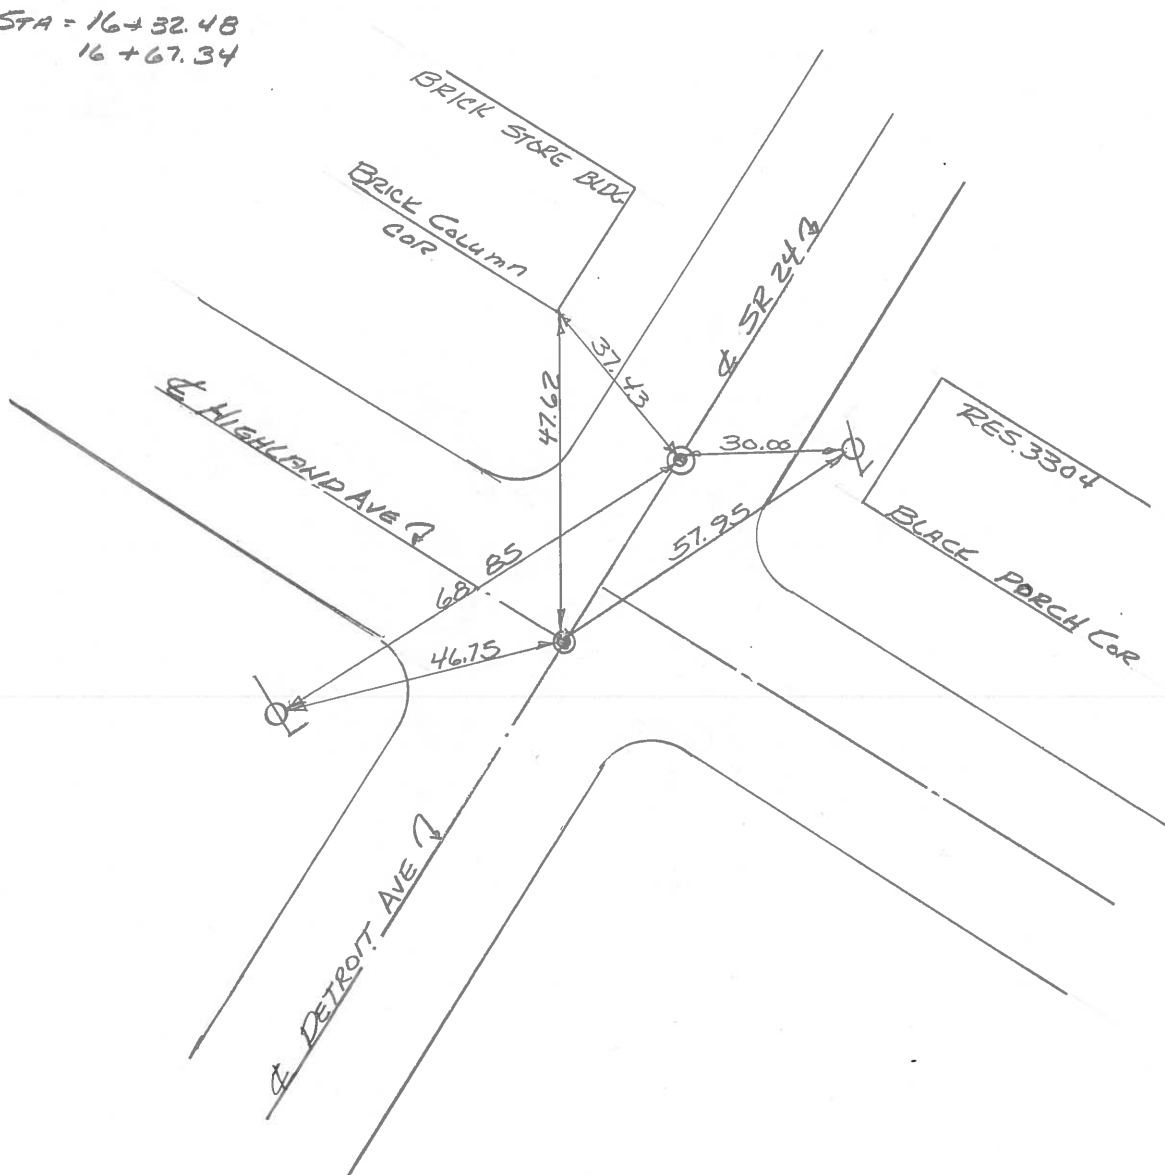 STA = 16+32.48
16+67.34
BRICK STORE BLDG
BRICK COLUMN
COR
℄ SR 24
37.43
47.62
℄ HIGHLAND AVE
30.00
RES. 3304
BLACK PORCH COR
57.95
68.85
46.75
℄ DETROIT AVE